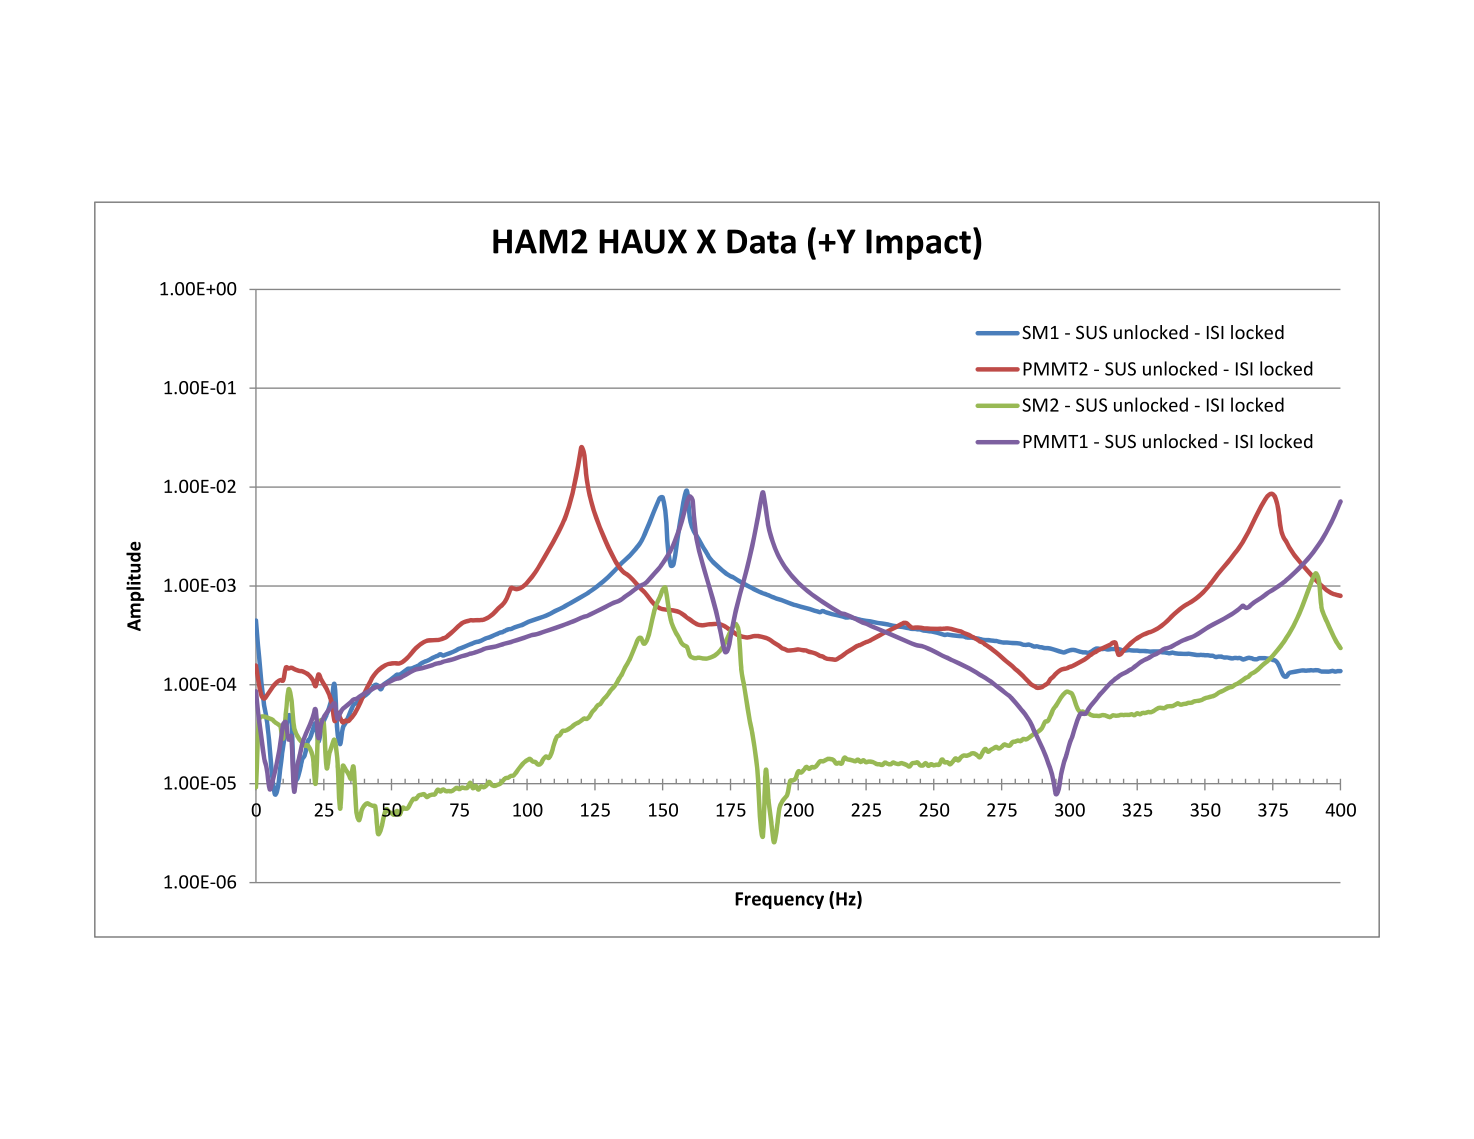 HAM2 HAUX X Data (+Y Impact)
1.00E+00
SM1 - SUS unlocked - ISI locked
PMMT2 - SUS unlocked - ISI locked
1.00E-01
SM2 - SUS unlocked - ISI locked
PMMT1 - SUS unlocked - ISI locked
1.00E-02
Amplitude
1.00E-03
1.00E-04
1.00E-05
0 25 50 75 100 125 150 175 200 225 250 275 300 325 350 375 400
1.00E-06
Frequency (Hz)